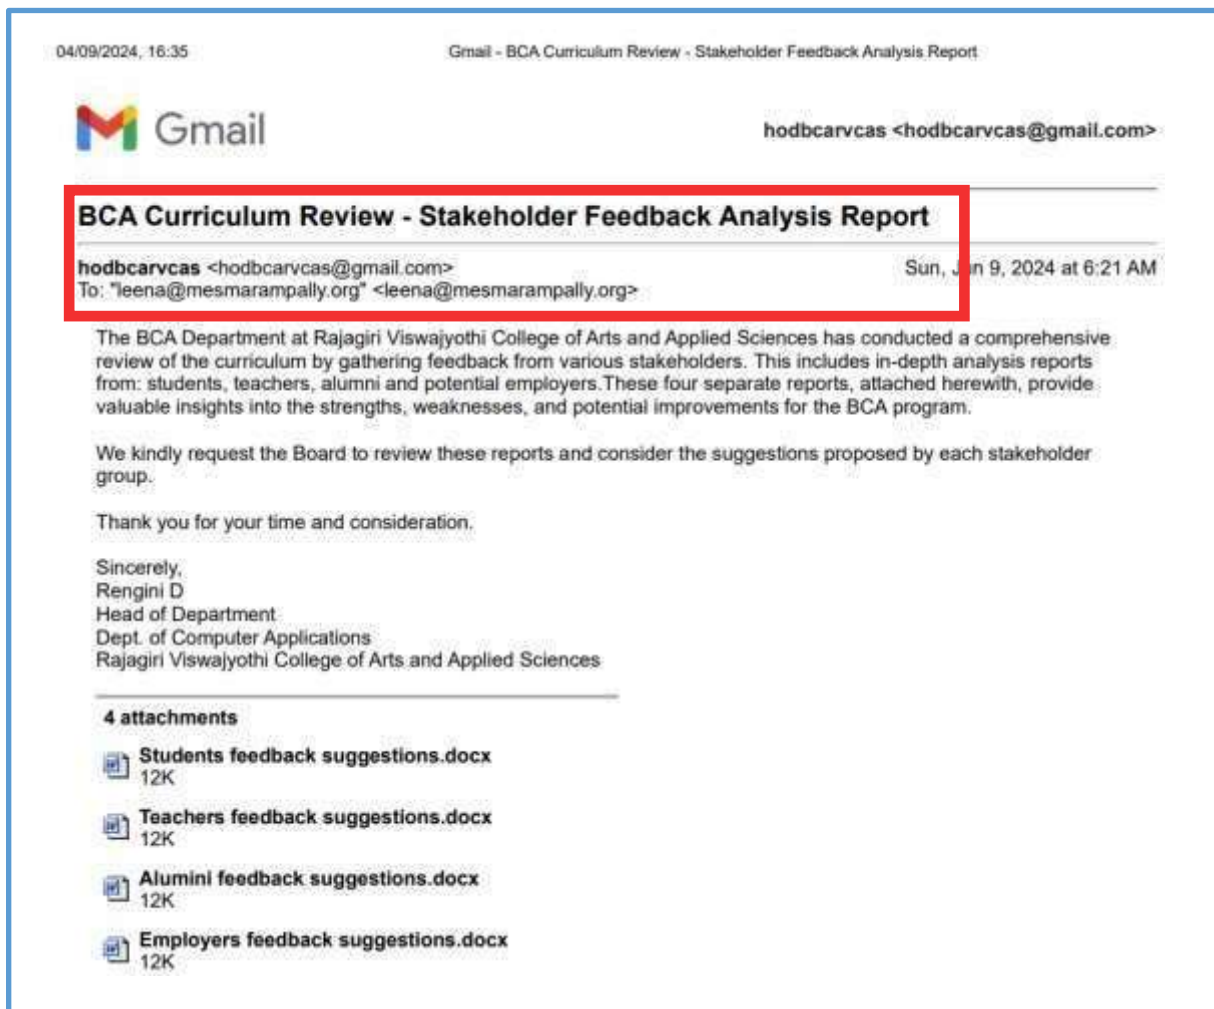 04/09/2024, 16:35 Gmail - BCA Curriculum Review - Stakeholder Feedback Analysis Report
Gmail hodbcarvcas <hodbcarvcas@gmail.com>
BCA Curriculum Review - Stakeholder Feedback Analysis Report
hodbcarvcas <hodbcarvcas@gmail.com> Sun, Jun 9, 2024 at 6:21 AM
To: "leena@mesmarampally.org" <leena@mesmarampally.org>
The BCA Department at Rajagiri Viswajyothi College of Arts and Applied Sciences has conducted a comprehensive
review of the curriculum by gathering feedback from various stakeholders. This includes in-depth analysis reports
from: students, teachers, alumni and potential employers.These four separate reports, attached herewith, provide
valuable insights into the strengths, weaknesses, and potential improvements for the BCA program.
We kindly request the Board to review these reports and consider the suggestions proposed by each stakeholder
group.
Thank you for your time and consideration.
Sincerely,
Rengini D
Head of Department
Dept. of Computer Applications
Rajagiri Viswajyothi College of Arts and Applied Sciences
4 attachments
Students feedback suggestions.docx
12K
Teachers feedback suggestions.docx
12K
Alumini feedback suggestions.docx
12K
Employers feedback suggestions.docx
12K